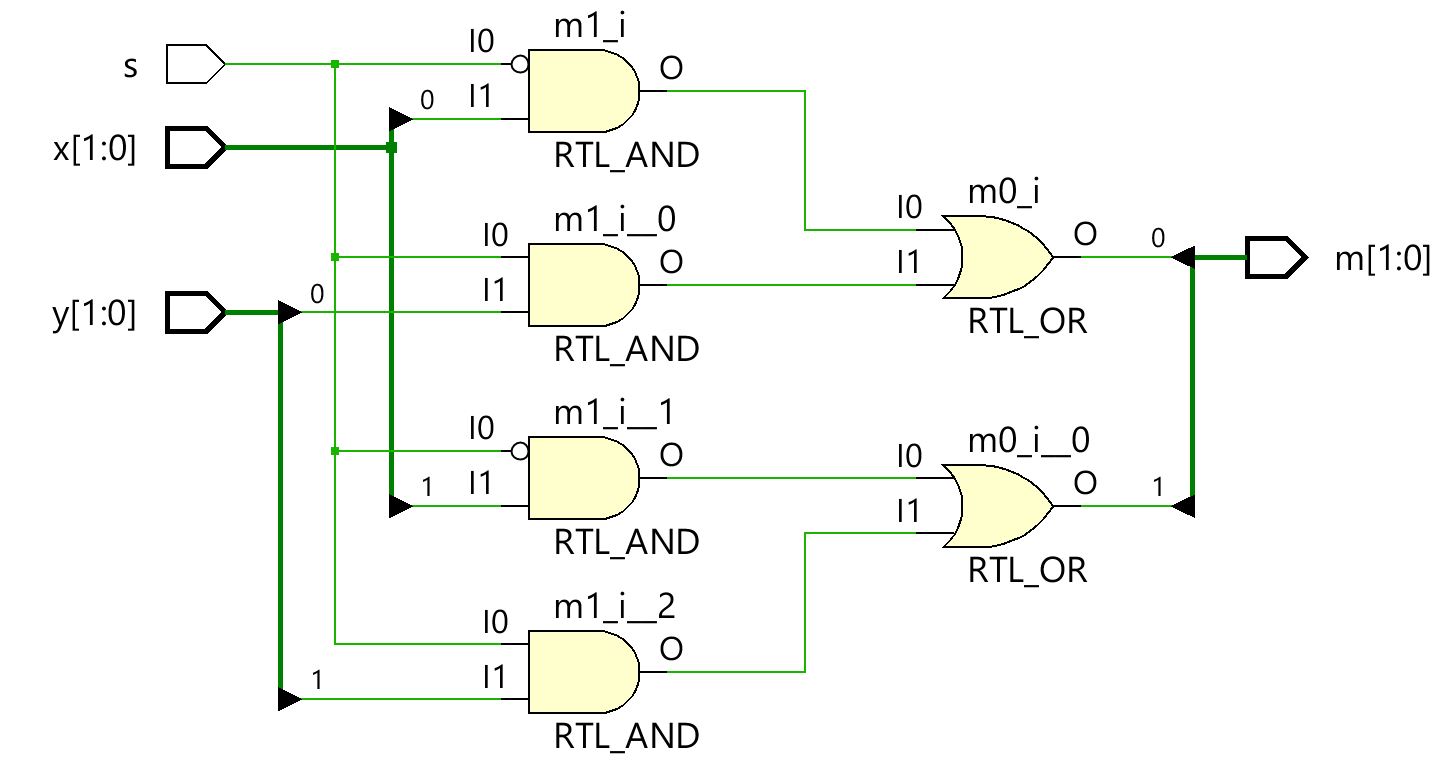 m1_i
I0
O
s
I1
0
x[1:0]
RTL_AND
m0_i
m1_i__0
I0
I0
O
0
O
I1
m[1:0]
0
I1
y[1:0]
RTL_OR
RTL_AND
m1_i__1
I0
m0_i__0
O
I0
1
I1
O
1
I1
RTL_AND
RTL_OR
m1_i__2
I0
O
1
I1
RTL_AND